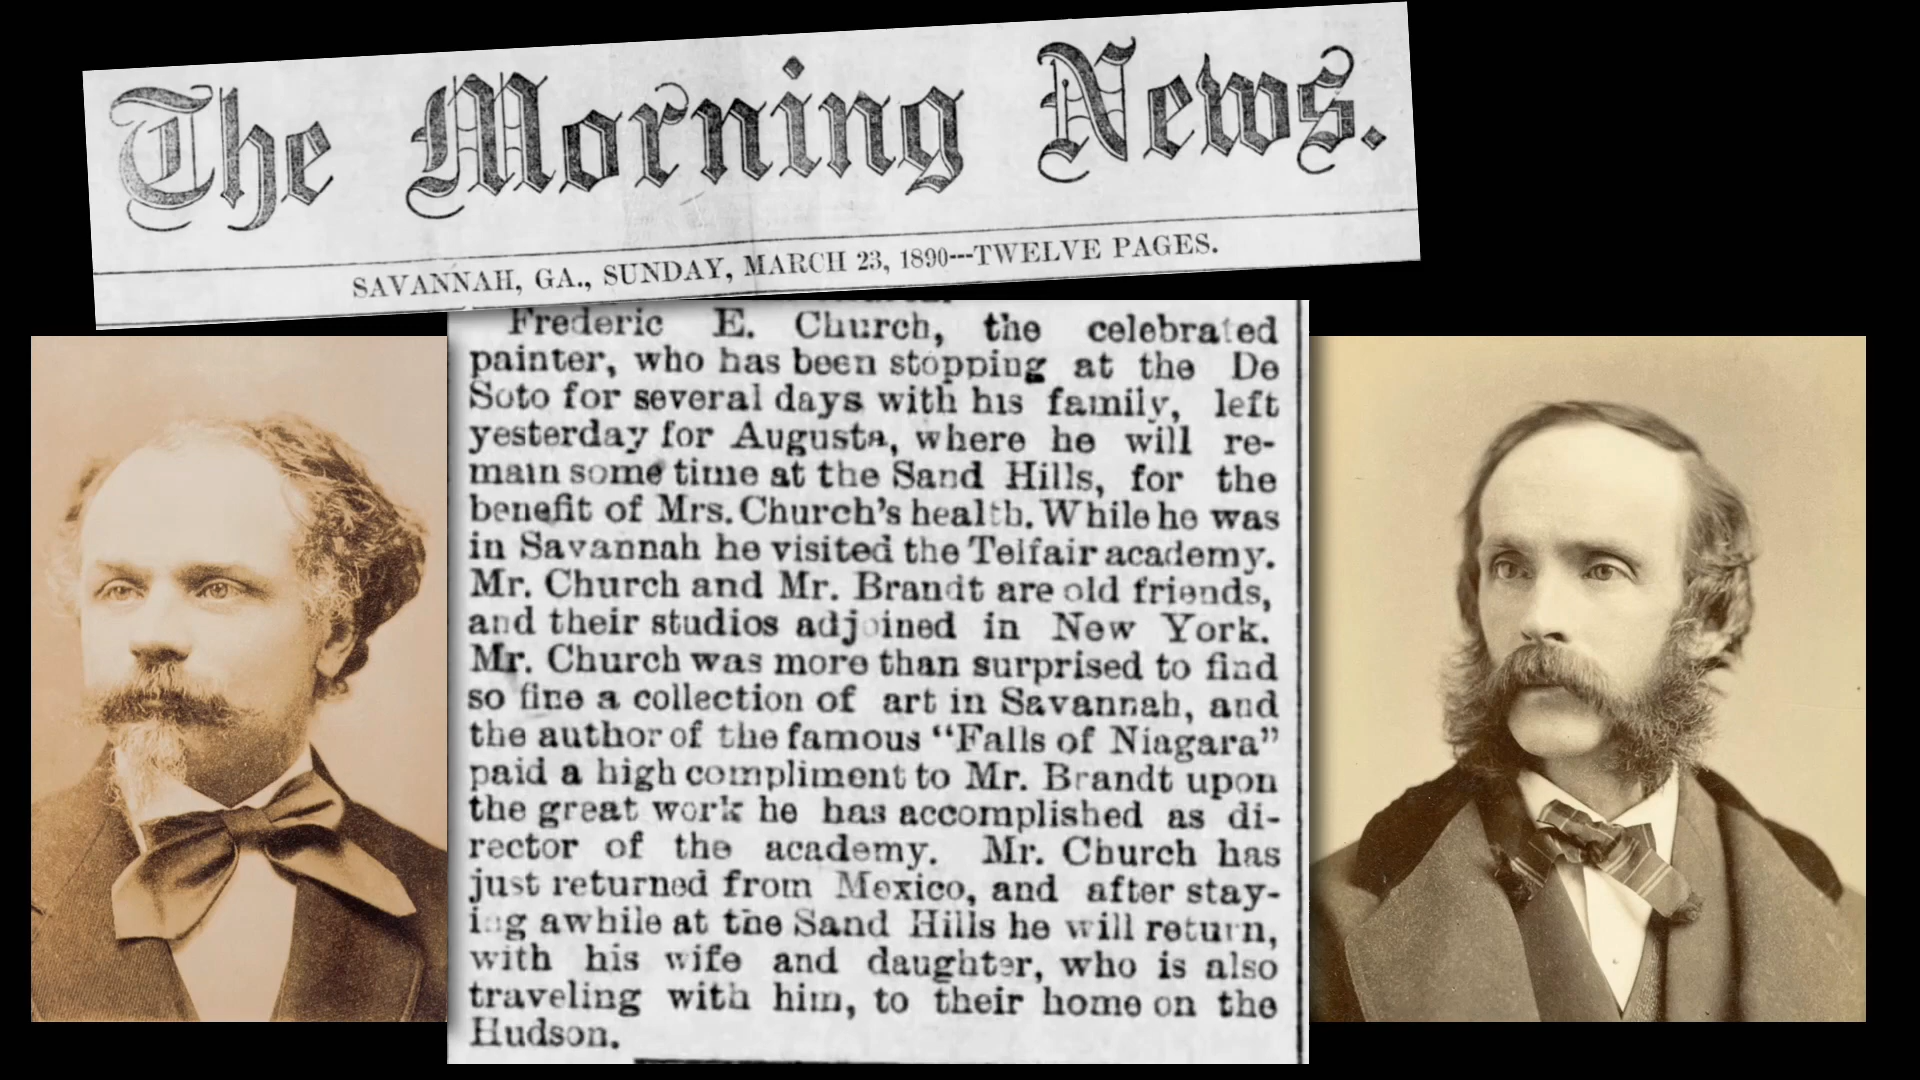 The Morning News.
SAVANNAH, GA., SUNDAY, MARCH 23, 1890---TWELVE PAGES.
Frederic E. Church, the celebrated
painter, who has been stopping at the De
Soto for several days with his family, left
yesterday for Augusta, where he will re-
main some time at the Sand Hills, for the
benefit of Mrs. Church's health. While he was
in Savannah he visited the Telfair academy.
Mr. Church and Mr. Brandt are old friends,
and their studios adjoined in New York.
Mr. Church was more than surprised to find
so fine a collection of art in Savannah, and
the author of the famous "Falls of Niagara"
paid a high compliment to Mr. Brandt upon
the great work he has accomplished as di-
rector of the academy. Mr. Church has
just returned from Mexico, and after stay-
ing awhile at the Sand Hills he will return,
with his wife and daughter, who is also
traveling with him, to their home on the
Hudson.